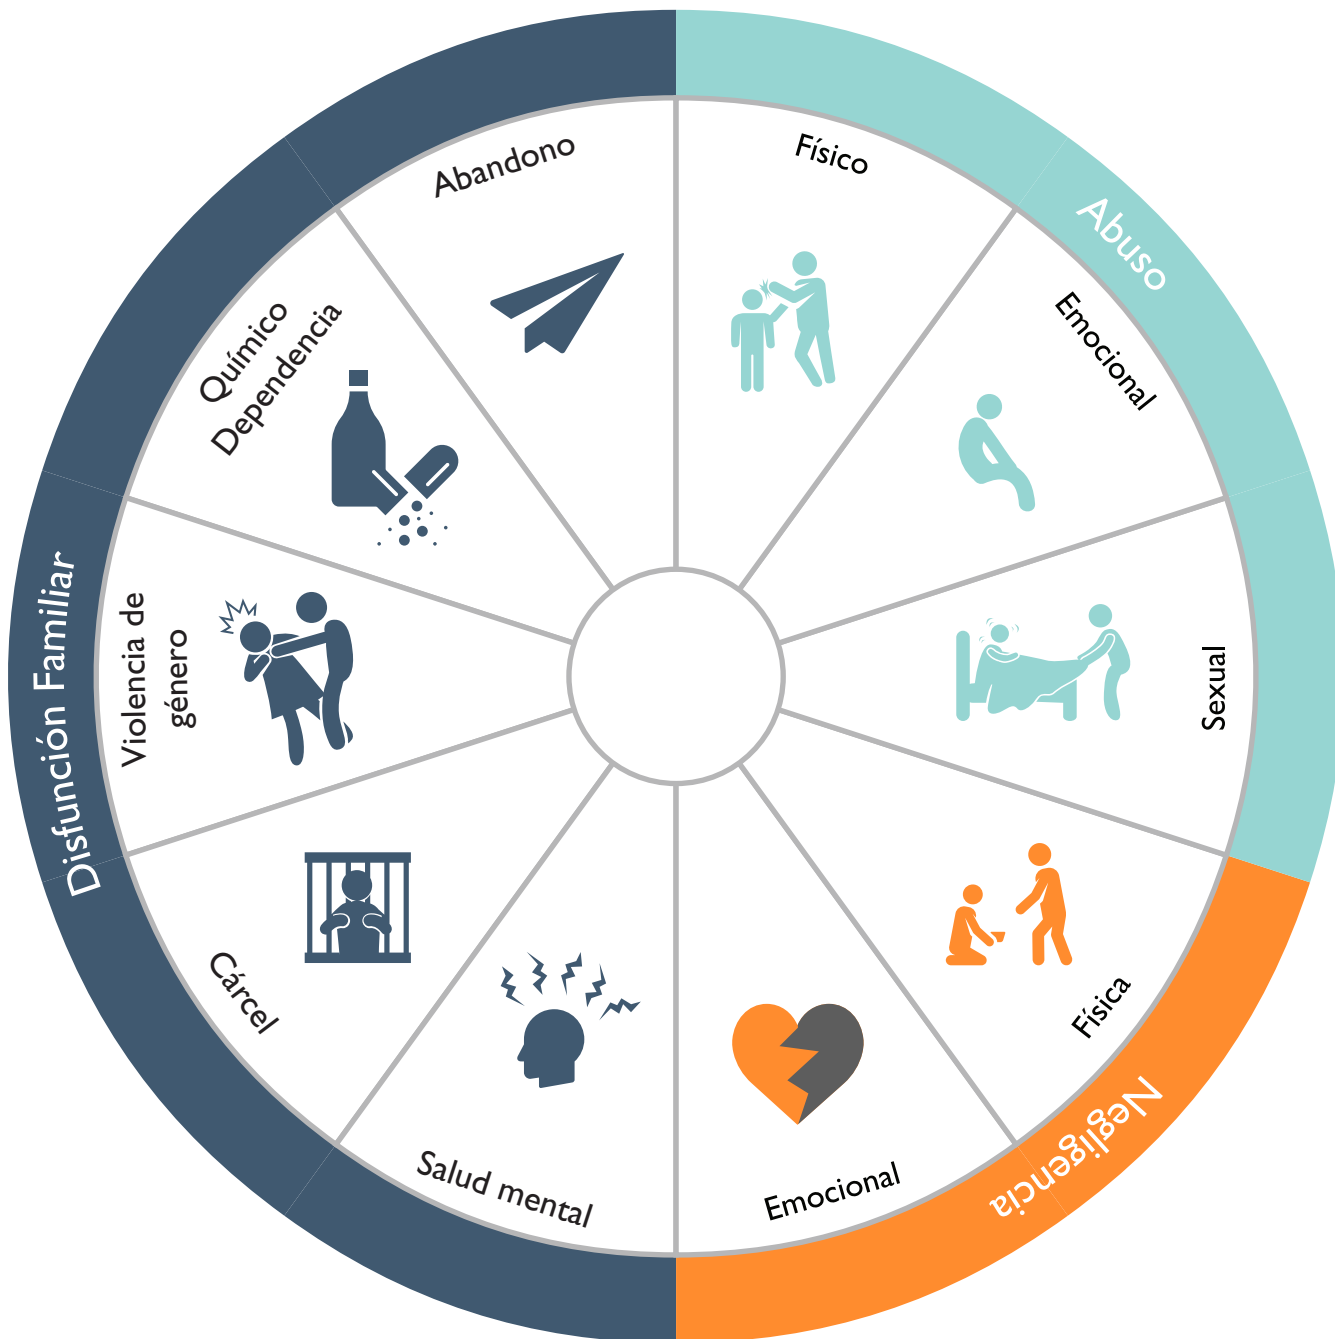 Abuso
Físico
Emocional
Sexual
Negligencia
Física
Emocional
Disfunción Familiar
Salud mental
Cárcel
Violencia de
género
Químico
Dependencia
Abandono